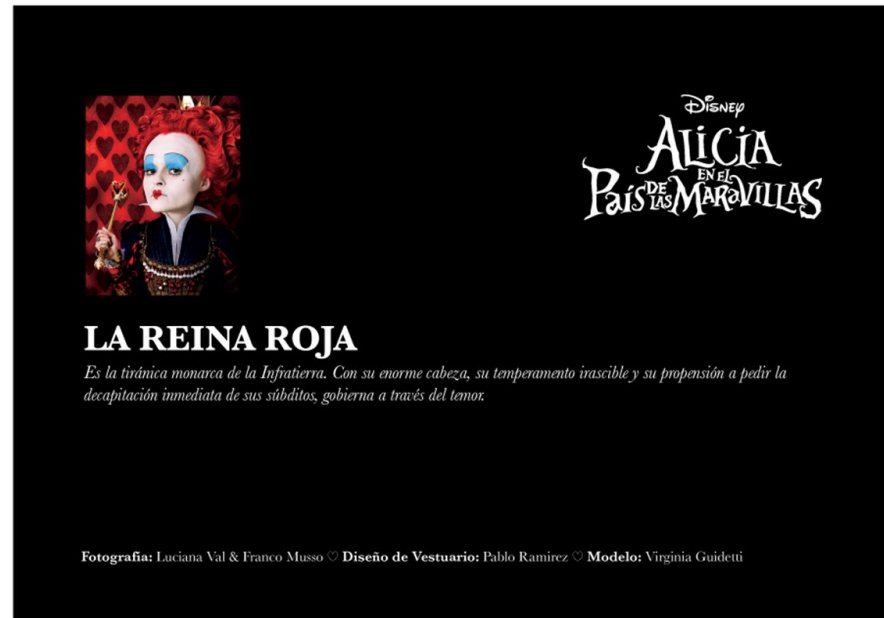 DISNEY
ALICIA
EN EL
PAÍS DE LAS MARAVILLAS
LA REINA ROJA
Es la tiránica monarca de la Infratierra. Con su enorme cabeza, su temperamento irascible y su propensión a pedir la
decapitación inmediata de sus súbditos, gobierna a través del temor.
Fotografía: Luciana Val & Franco Musso ♡ Diseño de Vestuario: Pablo Ramirez ♡ Modelo: Virginia Guidetti